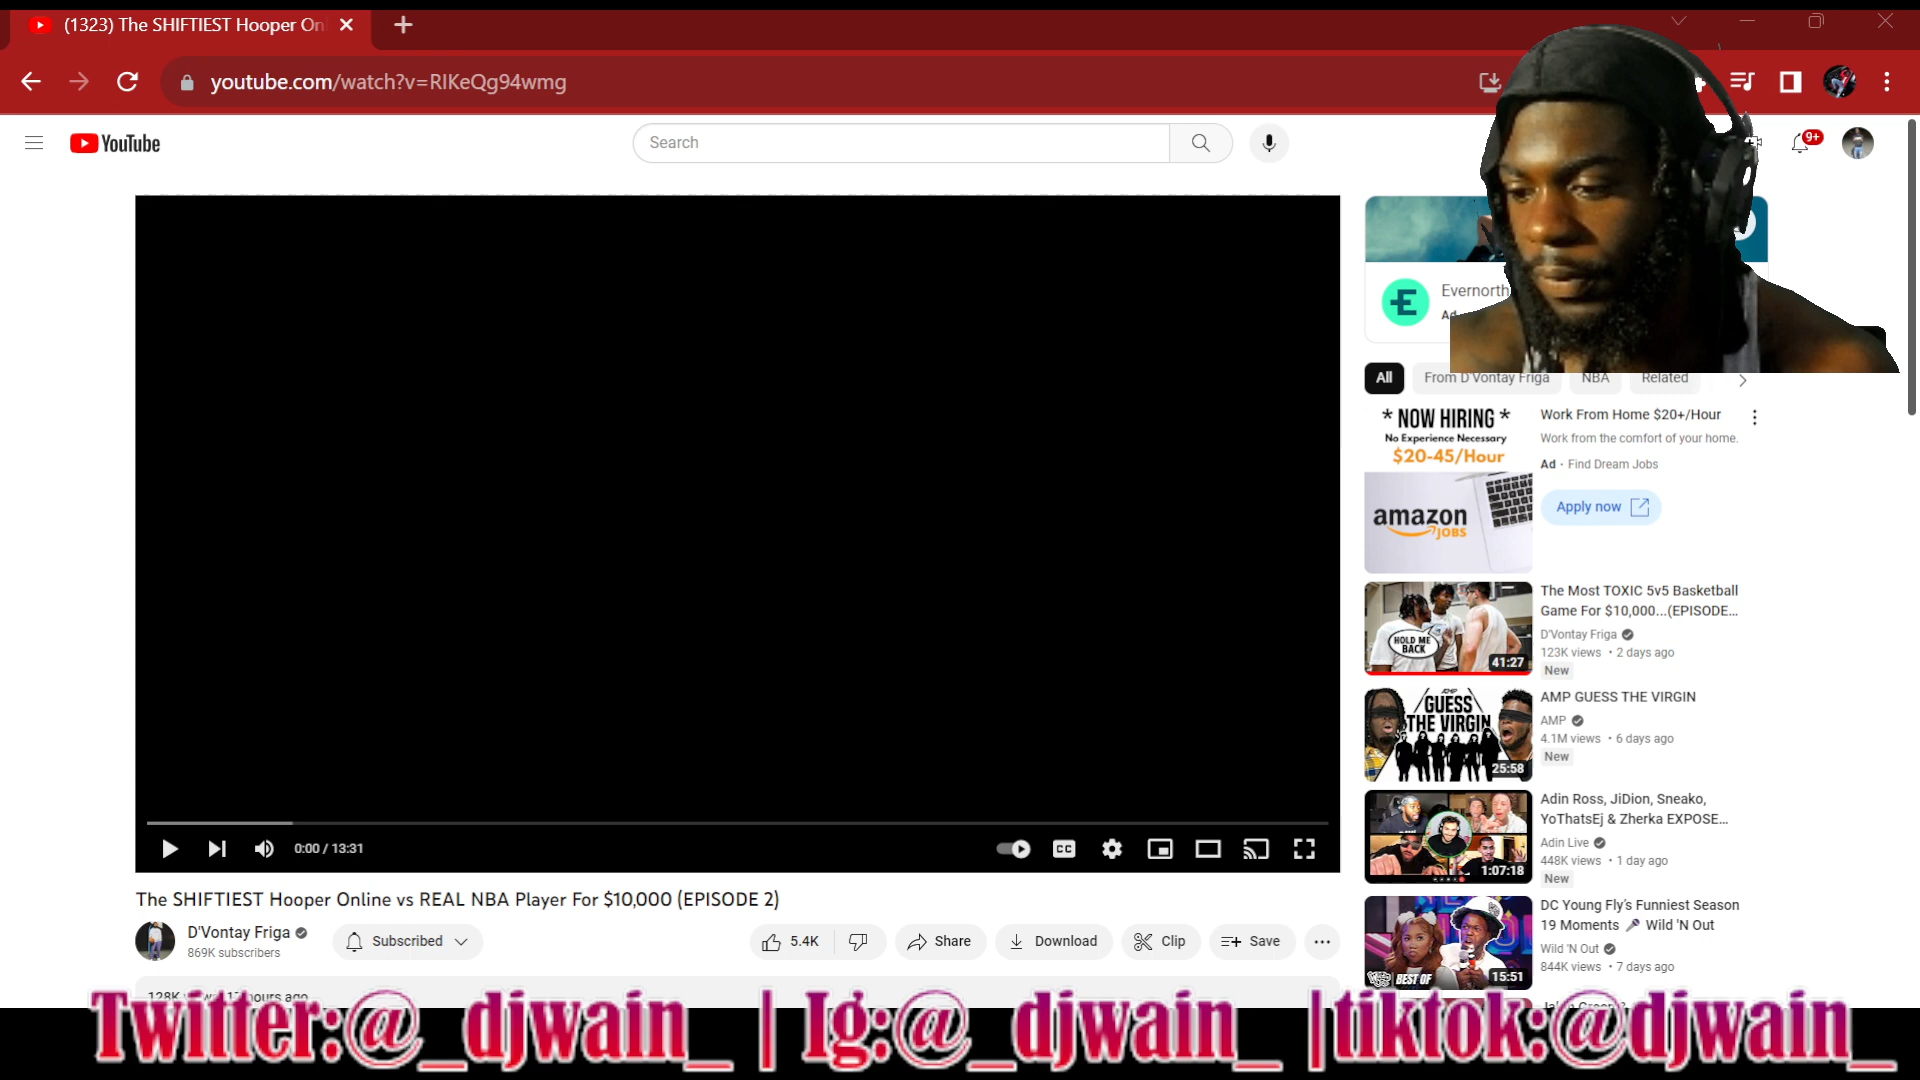 (1323) The SHIFTIEST Hooper On
youtube.com/watch?v=RIKeQg94wmg
YouTube
Search
9+
Evernorth
Ad
All
From D'Vontay Friga
NBA
Related
* NOW HIRING *
No Experience Necessary
$20-45/Hour
amazon
JOBS
Work From Home $20+/Hour
Work from the comfort of your home.
Ad · Find Dream Jobs
Apply now
HOLD ME
BACK
41:27
The Most TOXIC 5v5 Basketball
Game For $10,000...(EPISODE...
D'Vontay Friga
123K views · 2 days ago
New
AMP
GUESS
THE VIRGIN
25:58
AMP GUESS THE VIRGIN
AMP
4.1M views · 6 days ago
New
1:07:18
Adin Ross, JiDion, Sneako,
YoThatsEj & Zherka EXPOSE...
Adin Live
448K views · 1 day ago
New
BEST OF
15:51
DC Young Fly's Funniest Season
19 Moments 🎤 Wild 'N Out
Wild 'N Out
844K views · 7 days ago
0:00 / 13:31
CC
The SHIFTIEST Hooper Online vs REAL NBA Player For $10,000 (EPISODE 2)
D'Vontay Friga
869K subscribers
Subscribed
5.4K
Share
Download
Clip
Save
128K
hours ago
Twitter:@_djwain_ | Ig:@_djwain_ |tiktok:@djwain_